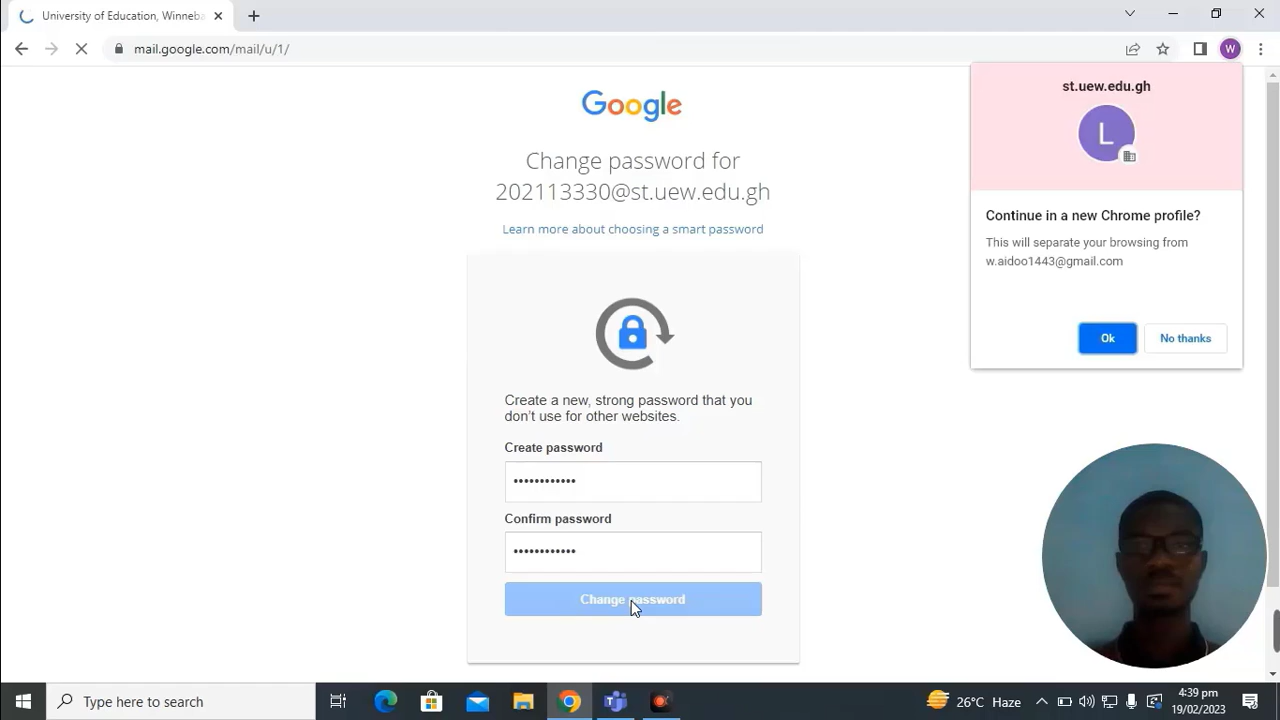 University of Education, Winneba
mail.google.com/mail/u/1/
W
Google
Change password for
202113330@st.uew.edu.gh
Learn more about choosing a smart password
Create a new, strong password that you
don't use for other websites.
Create password
••••••••••••
Confirm password
••••••••••••
Change password
st.uew.edu.gh
L
Continue in a new Chrome profile?
This will separate your browsing from
w.aidoo1443@gmail.com
Ok
No thanks
Type here to search
26°C Haze
4:39 pm
19/02/2023